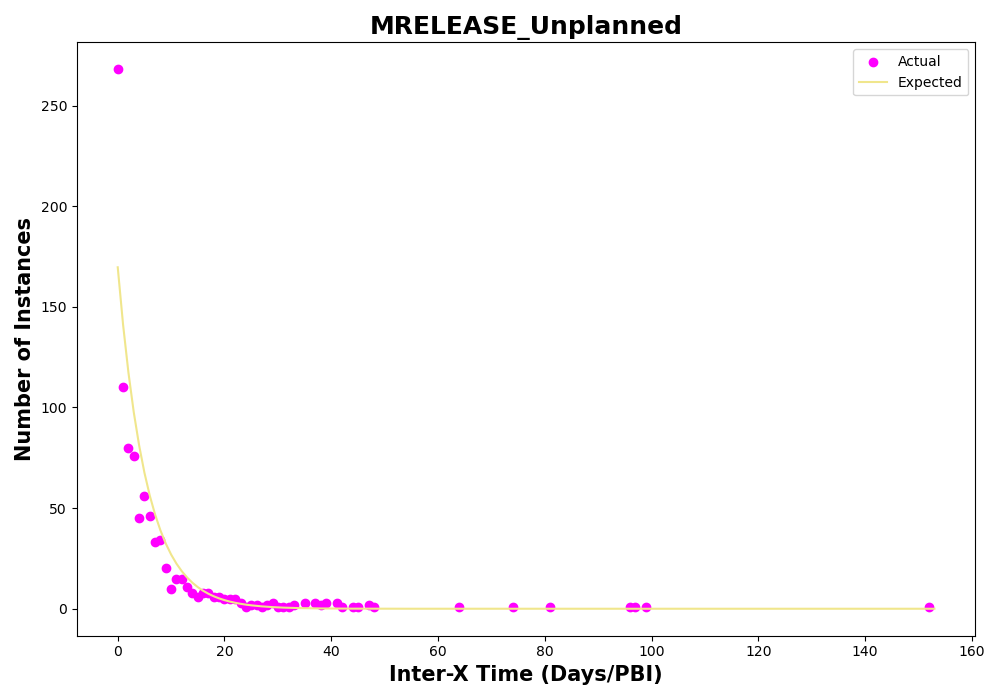 MRELEASE_Unplanned
Actual
Expected
Number of Instances
250
200
150
100
50
0
0 20 40 60 80 100 120 140 160
Inter-X Time (Days/PBI)